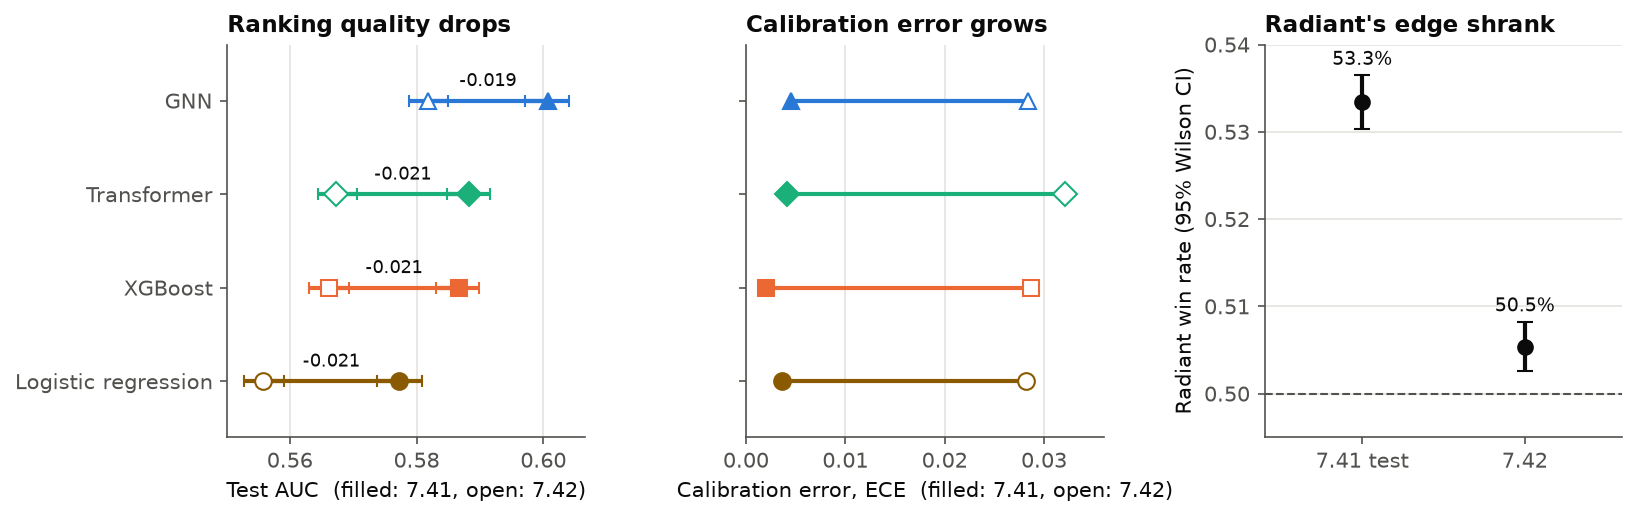 Ranking quality drops
GNN
Transformer
XGBoost
Logistic regression
-0.019
-0.021
-0.021
-0.021
0.56 0.58 0.60
Test AUC (filled: 7.41, open: 7.42)
Calibration error grows
0.00 0.01 0.02 0.03
Calibration error, ECE (filled: 7.41, open: 7.42)
Radiant's edge shrank
Radiant win rate (95% Wilson CI)
0.54
0.53
0.52
0.51
0.50
53.3%
50.5%
7.41 test 7.42